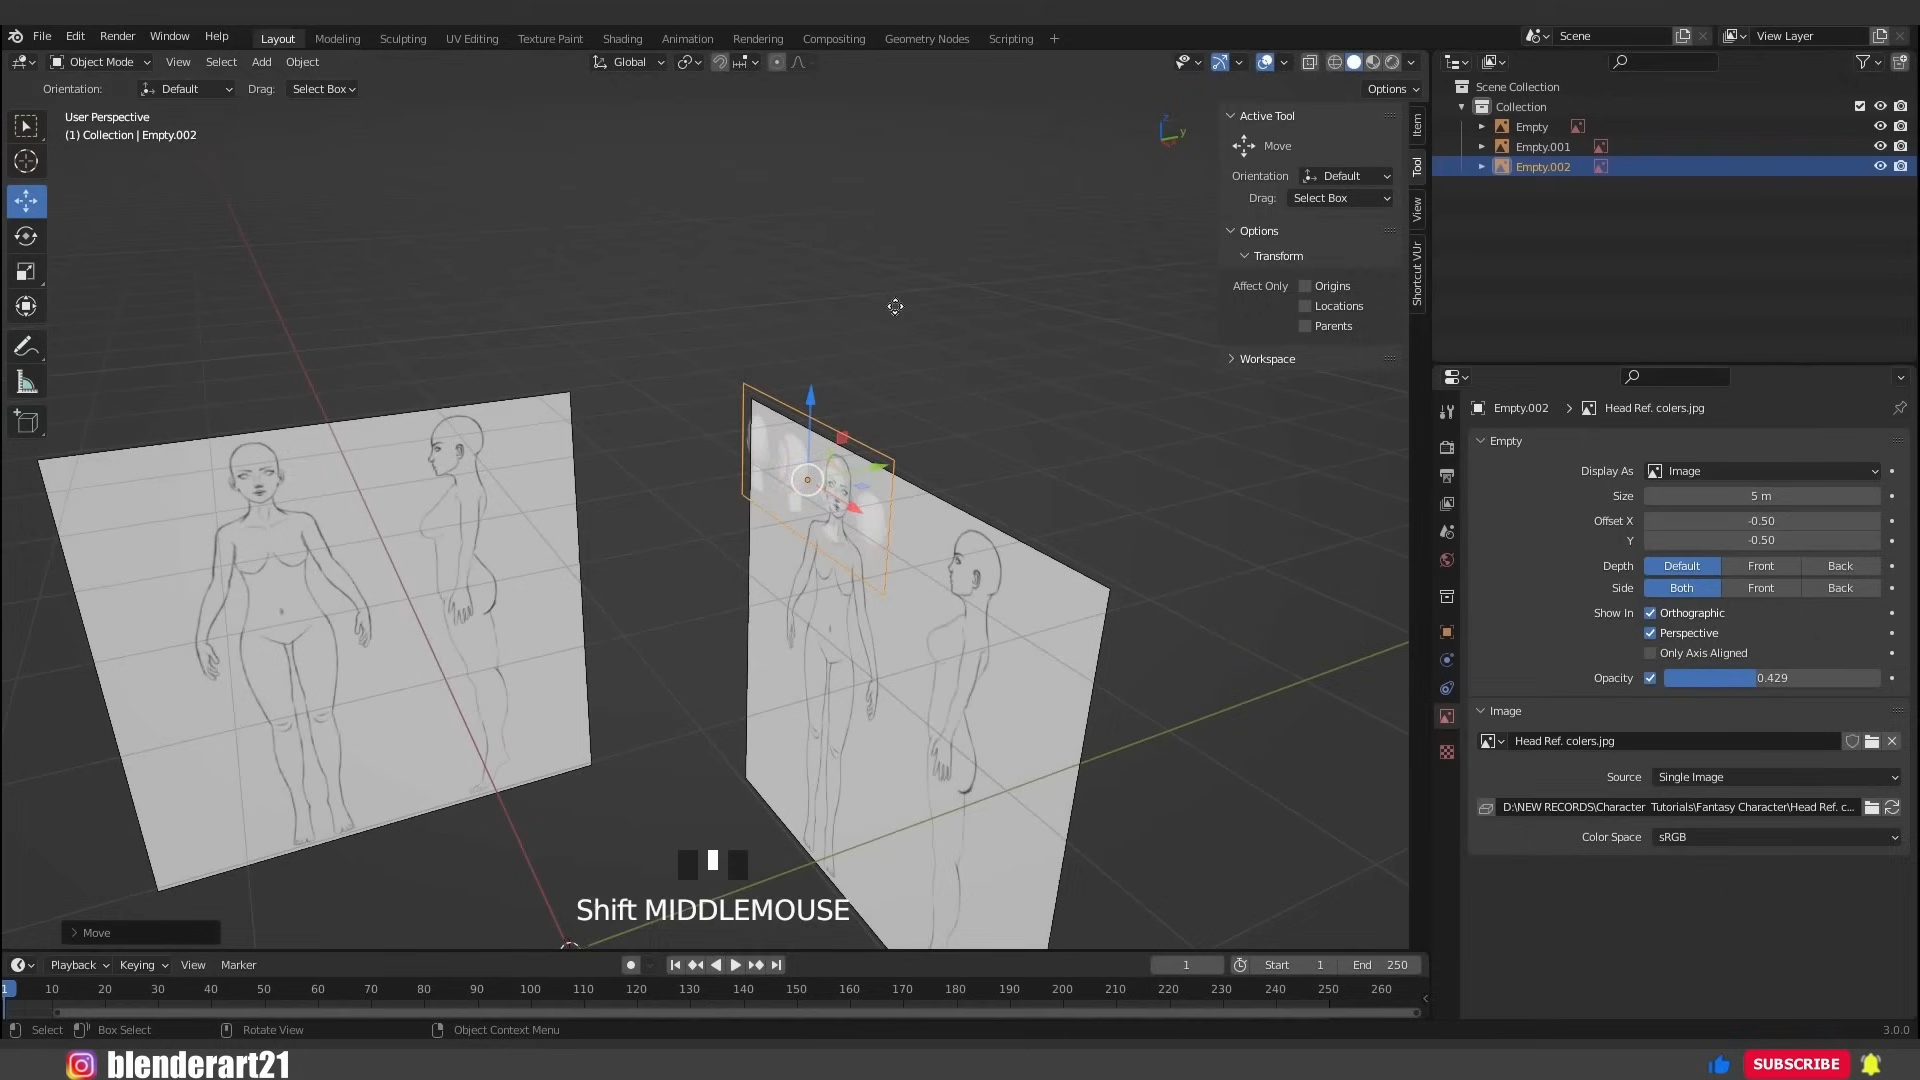 File Edit Render Window Help Layout Modeling Sculpting UV Editing Texture Paint Shading Animation Rendering Compositing Geometry Nodes Scripting + Scene View Layer
Object Mode View Select Add Object Global
Orientation: Default Drag: Select Box Options
User Perspective
(1) Collection | Empty.002
z
y
Active Tool
Move
Orientation Default
Drag: Select Box
Options
Transform
Affect Only Origins
Locations
Parents
Workspace
Item
Tool
View
Shortcut VUr
Scene Collection
Collection
Empty
Empty.001
Empty.002
Empty.002 > Head Ref. colers.jpg
Empty
Display As Image
Size 5 m
Offset X -0.50
Y -0.50
Depth Default Front Back
Side Both Front Back
Show In Orthographic
Perspective
Only Axis Aligned
Opacity 0.429
Image
Head Ref. colers.jpg
Source Single Image
D:\NEW RECORDS\Character Tutorials\Fantasy Character\Head Ref. c...
Color Space sRGB
Shift MIDDLEMOUSE
Move
Playback Keying View Marker 1 Start 1 End 250
1 10 20 30 40 50 60 70 80 90 100 110 120 130 140 150 160 170 180 190 200 210 220 230 240 250 260
Select Box Select Rotate View Object Context Menu 3.0.0
blenderart21 SUBSCRIBE